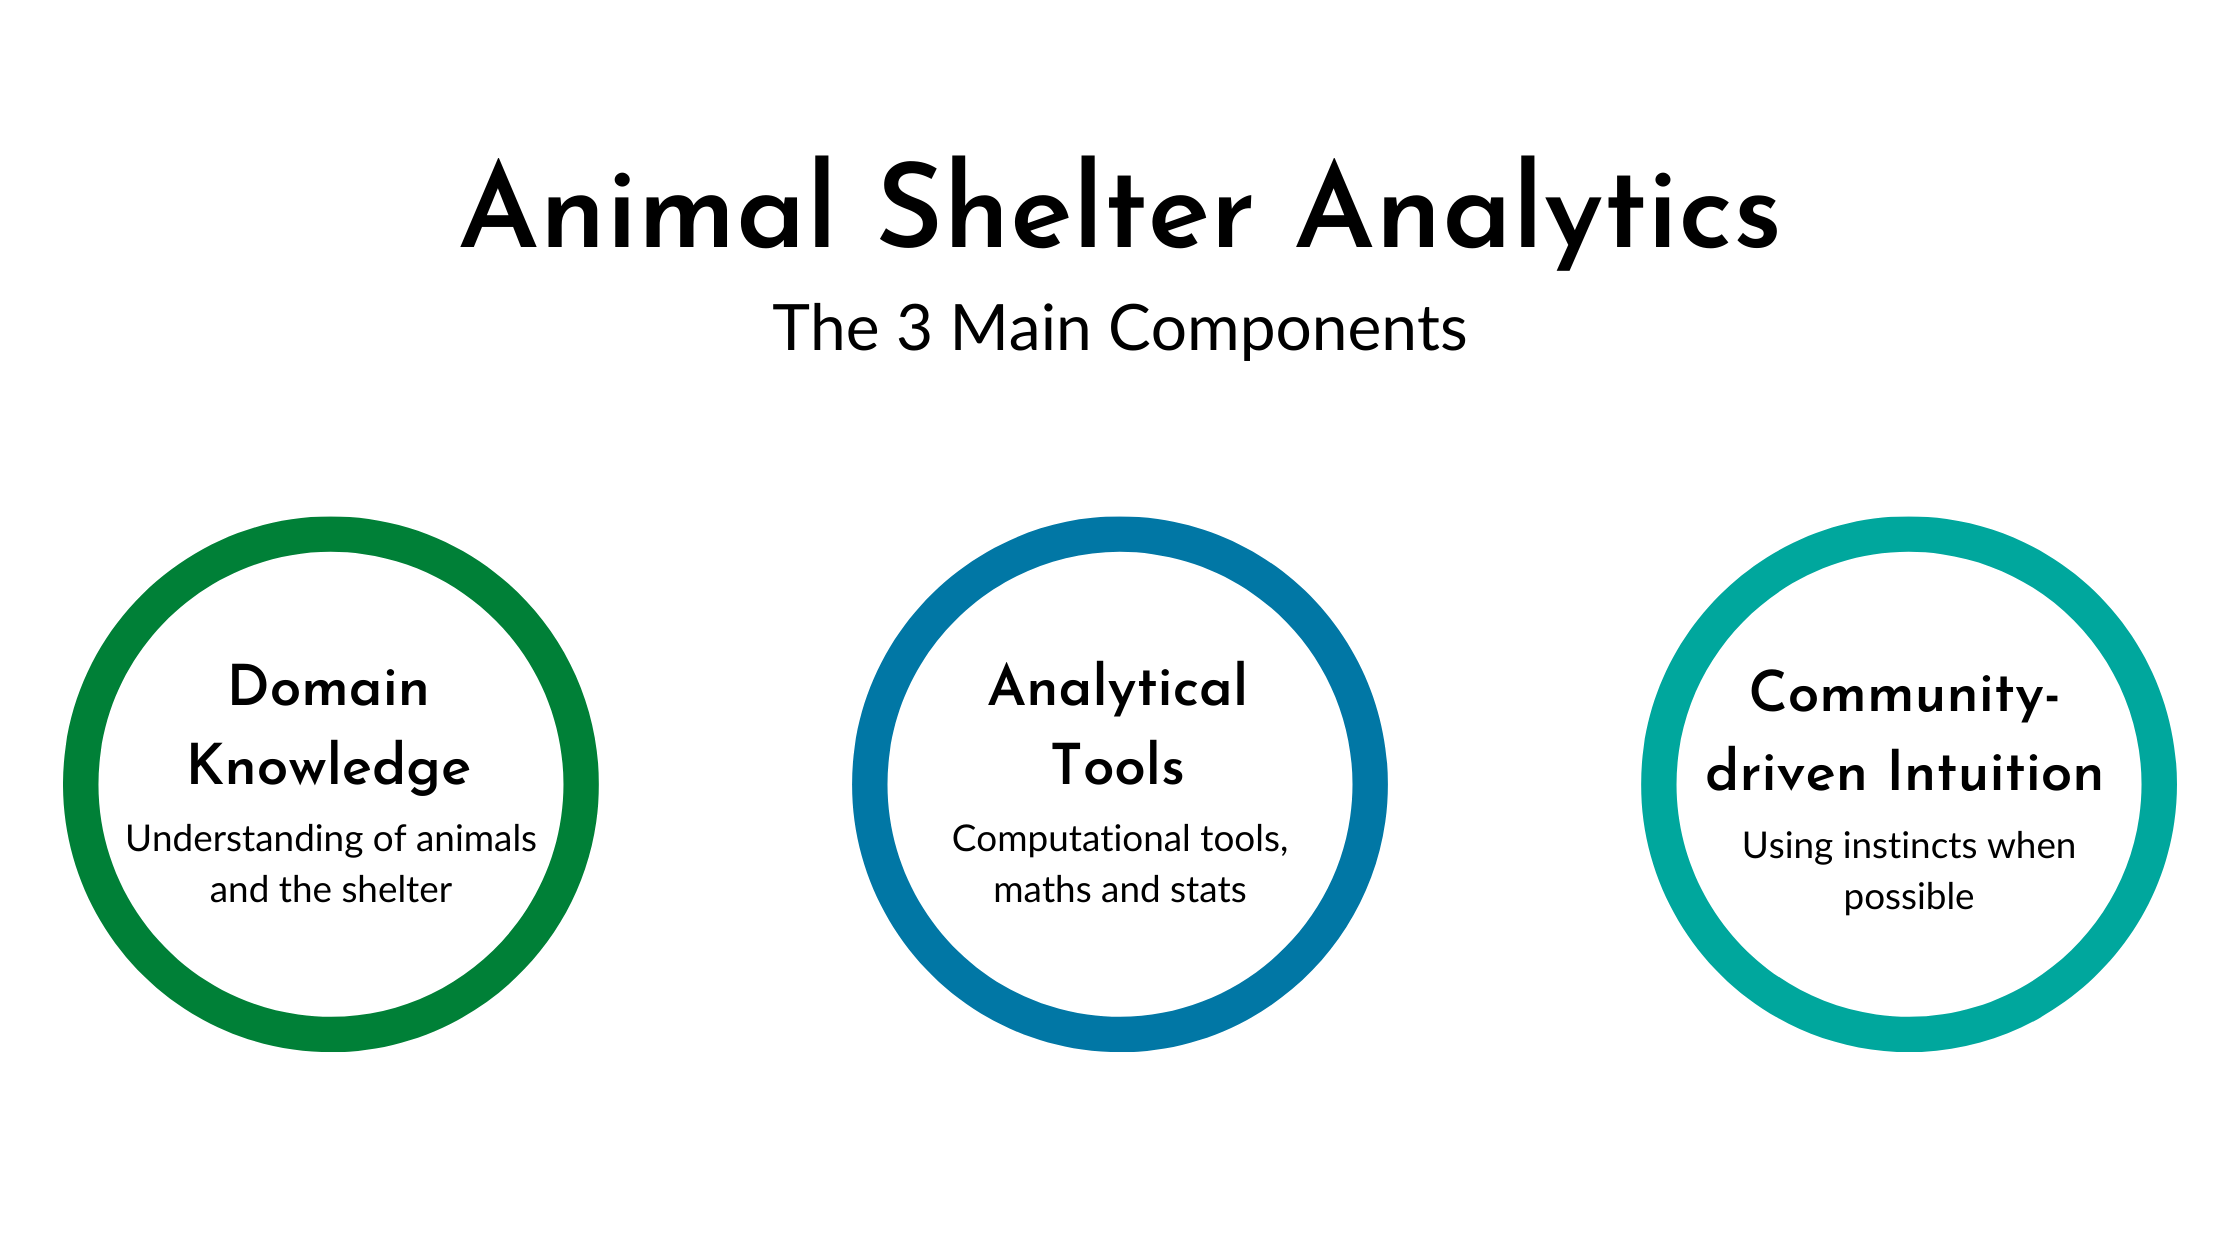 Animal Shelter Analytics
The 3 Main Components
Domain
Knowledge
Understanding of animals
and the shelter
Analytical
Tools
Computational tools,
maths and stats
Community-
driven Intuition
Using instincts when
possible